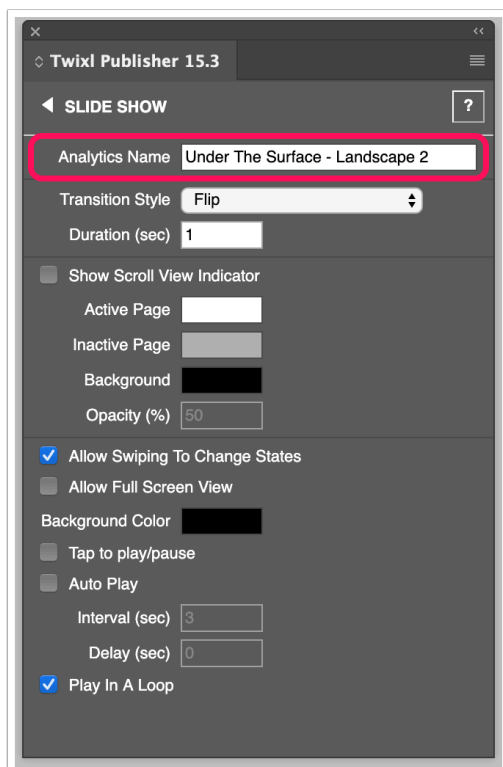 Twixl Publisher 15.3
SLIDE SHOW
?
Analytics Name Under The Surface - Landscape 2
Transition Style Flip
Duration (sec) 1
Show Scroll View Indicator
Active Page
Inactive Page
Background
Opacity (%) 50
Allow Swiping To Change States
Allow Full Screen View
Background Color
Tap to play/pause
Auto Play
Interval (sec) 3
Delay (sec) 0
Play In A Loop